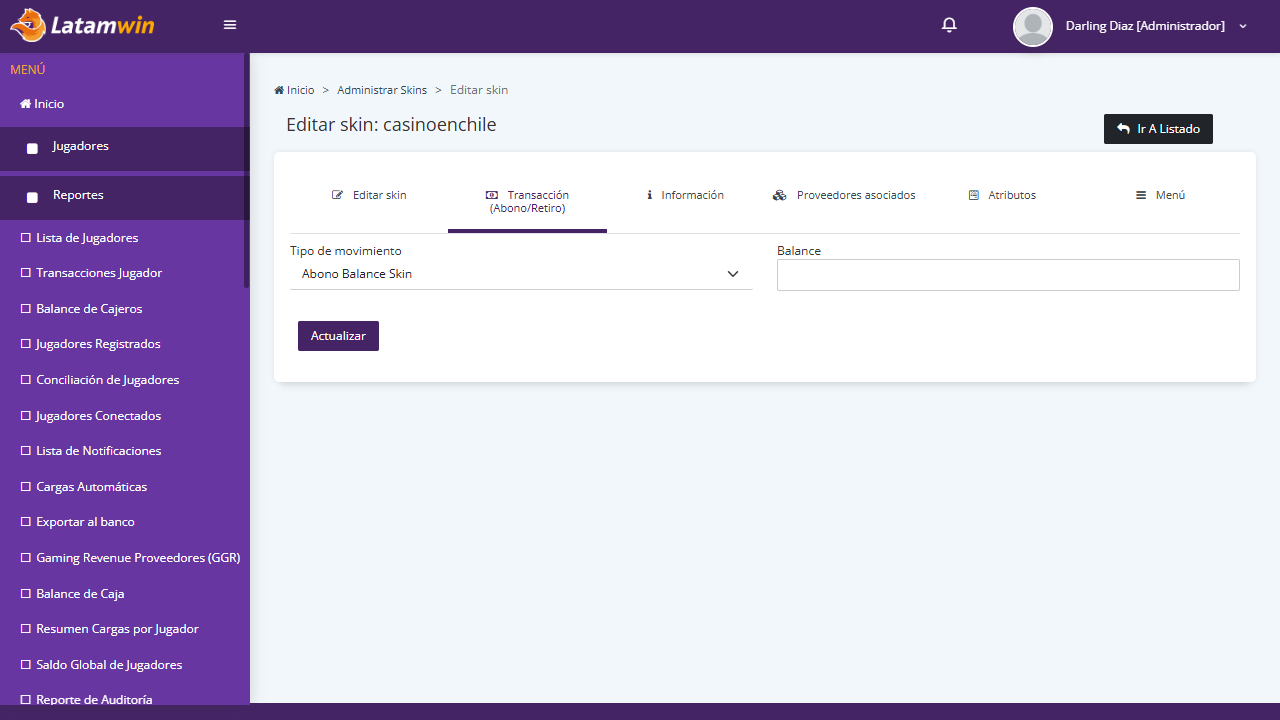 Latamwin
Darling Diaz [Administrador]
MENÚ
Inicio
Jugadores
Reportes
Lista de Jugadores
Transacciones Jugador
Balance de Cajeros
Jugadores Registrados
Conciliación de Jugadores
Jugadores Conectados
Lista de Notificaciones
Cargas Automáticas
Exportar al banco
Gaming Revenue Proveedores (GGR)
Balance de Caja
Resumen Cargas por Jugador
Saldo Global de Jugadores
Reporte de Auditoría
Inicio > Administrar Skins > Editar skin
Editar skin: casinoenchile
Ir A Listado
Editar skin
Transacción
(Abono/Retiro)
Información
Proveedores asociados
Atributos
Menú
Tipo de movimiento
Abono Balance Skin
Balance
Actualizar